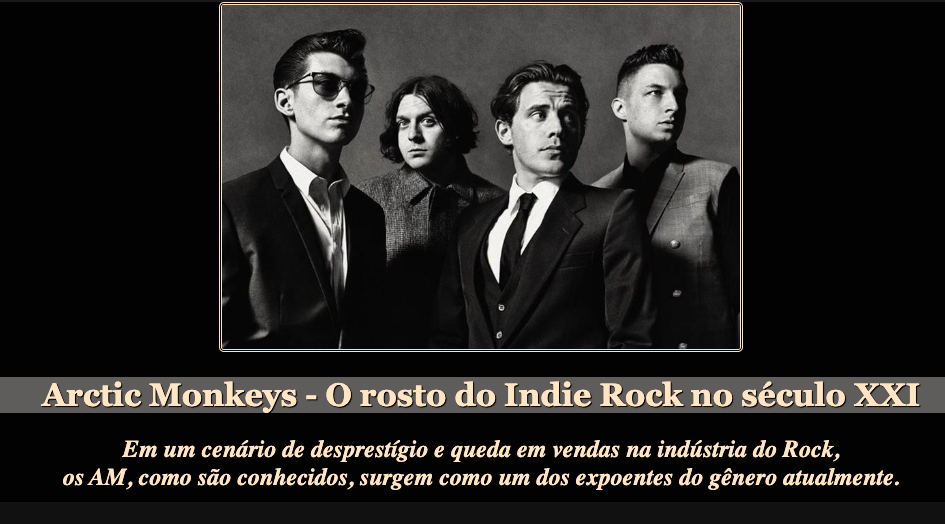 Arctic Monkeys - O rosto do Indie Rock no século XXI
Em um cenário de desprestígio e queda em vendas na indústria do Rock,
os AM, como são conhecidos, surgem como um dos expoentes do gênero atualmente.